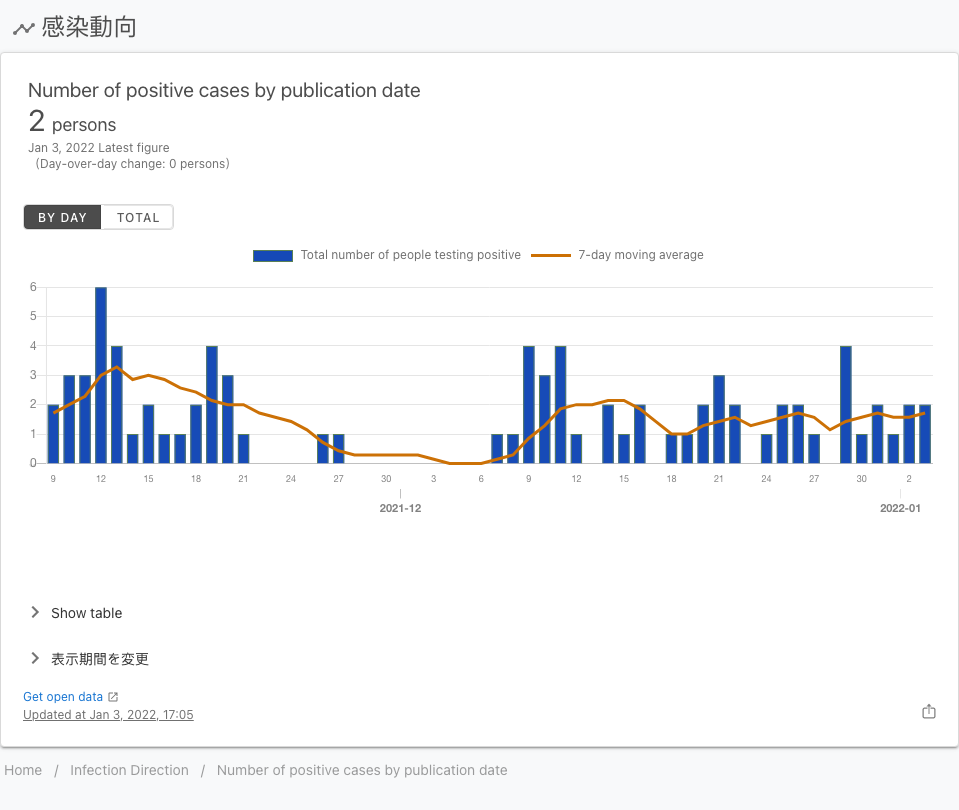 感染動向
Number of positive cases by publication date
2 persons
Jan 3, 2022 Latest figure
(Day-over-day change: 0 persons)
BY DAY TOTAL
Total number of people testing positive 7-day moving average
6
5
4
3
2
1
0
9 12 15 18 21 24 27 30 3 6 9 12 15 18 21 24 27 30 2
2021-12 2022-01
Show table
表示期間を変更
Get open data
Updated at Jan 3, 2022, 17:05
Home / Infection Direction / Number of positive cases by publication date